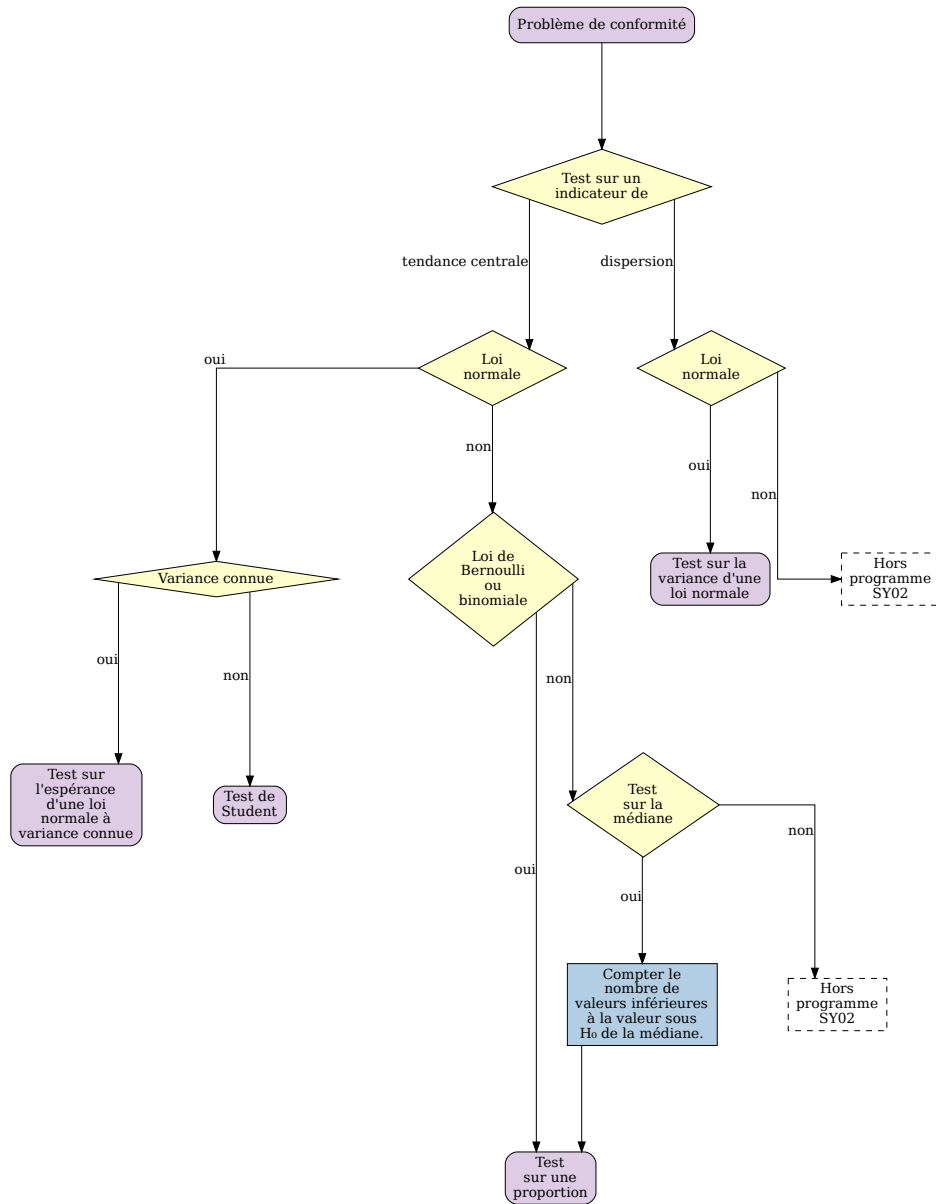 Problème de conformité
Test sur un
indicateur de
tendance centrale
dispersion
Loi
normale
Loi
normale
oui
non
oui
non
Variance connue
Loi de
Bernoulli
ou
binomiale
Test sur la
variance d'une
loi normale
Hors
programme
SY02
oui
non
non
Test sur
l'espérance
d'une loi
normale à
variance connue
Test de
Student
Test
sur la
médiane
oui
oui
non
Compter le
nombre de
valeurs inférieures
à la valeur sous
H₀ de la médiane.
Hors
programme
SY02
Test
sur une
proportion